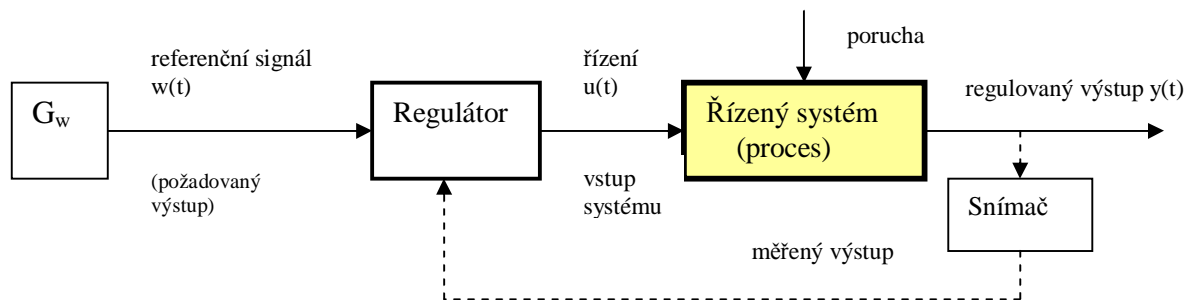 referenční signál
w(t)
řízení
u(t)
porucha
regulovaný výstup y(t)
Gw
Regulátor
Řízený systém
(proces)
(požadovaný
výstup)
vstup
systému
Snímač
měřený výstup